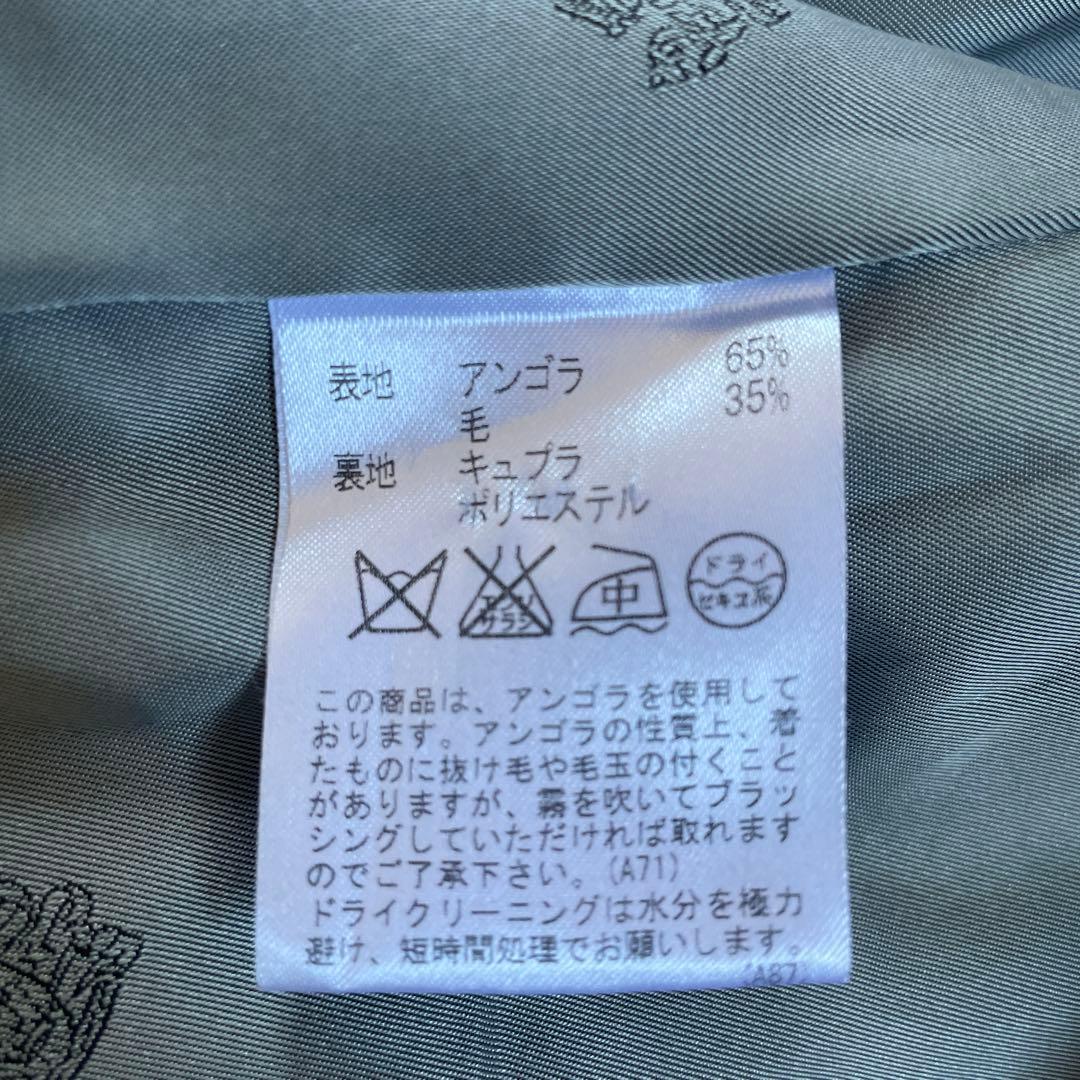 表地 アンゴラ 65%
毛 35%
裏地 キュプラ
ポリエステル
エンソサラシ 中 ドライ セキユ系
この商品は、アンゴラを使用して
おります。アンゴラの性質上、着
たものに抜け毛や毛玉の付くこと
がありますが、霧を吹いてブラッ
シングしていただければ取れます
のでご了承下さい。(A71)
ドライクリーニングは水分を極力
避け、短時間処理でお願いします。
(A87)